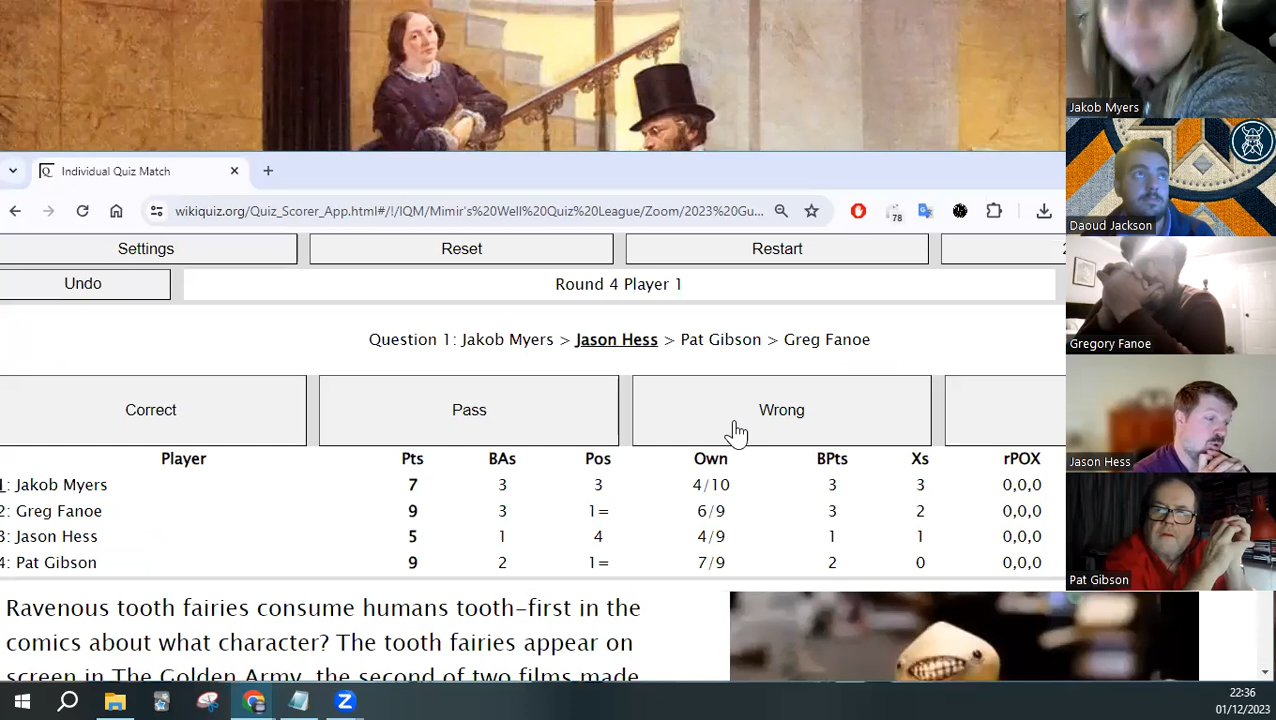 Jakob Myers
Individual Quiz Match
wikiquiz.org/Quiz_Scorer_App.html#/I/IQM/Mimir's%20Well%20Quiz%20League/Zoom/2023%20Gu...
78
Daoud Jackson
Settings Reset Restart 2
Undo Round 4 Player 1
Question 1: Jakob Myers > Jason Hess > Pat Gibson > Greg Fanoe
Gregory Fanoe
Correct Pass Wrong
Player Pts BAs Pos Own BPts Xs rPOX
Jason Hess
1: Jakob Myers 7 3 3 4/10 3 3 0,0,0
2: Greg Fanoe 9 3 1= 6/9 3 2 0,0,0
3: Jason Hess 5 1 4 4/9 1 1 0,0,0
4: Pat Gibson 9 2 1= 7/9 2 0 0,0,0
Pat Gibson
Ravenous tooth fairies consume humans tooth-first in the
comics about what character? The tooth fairies appear on
screen in The Golden Army, the second of two films made
22:36
01/12/2023